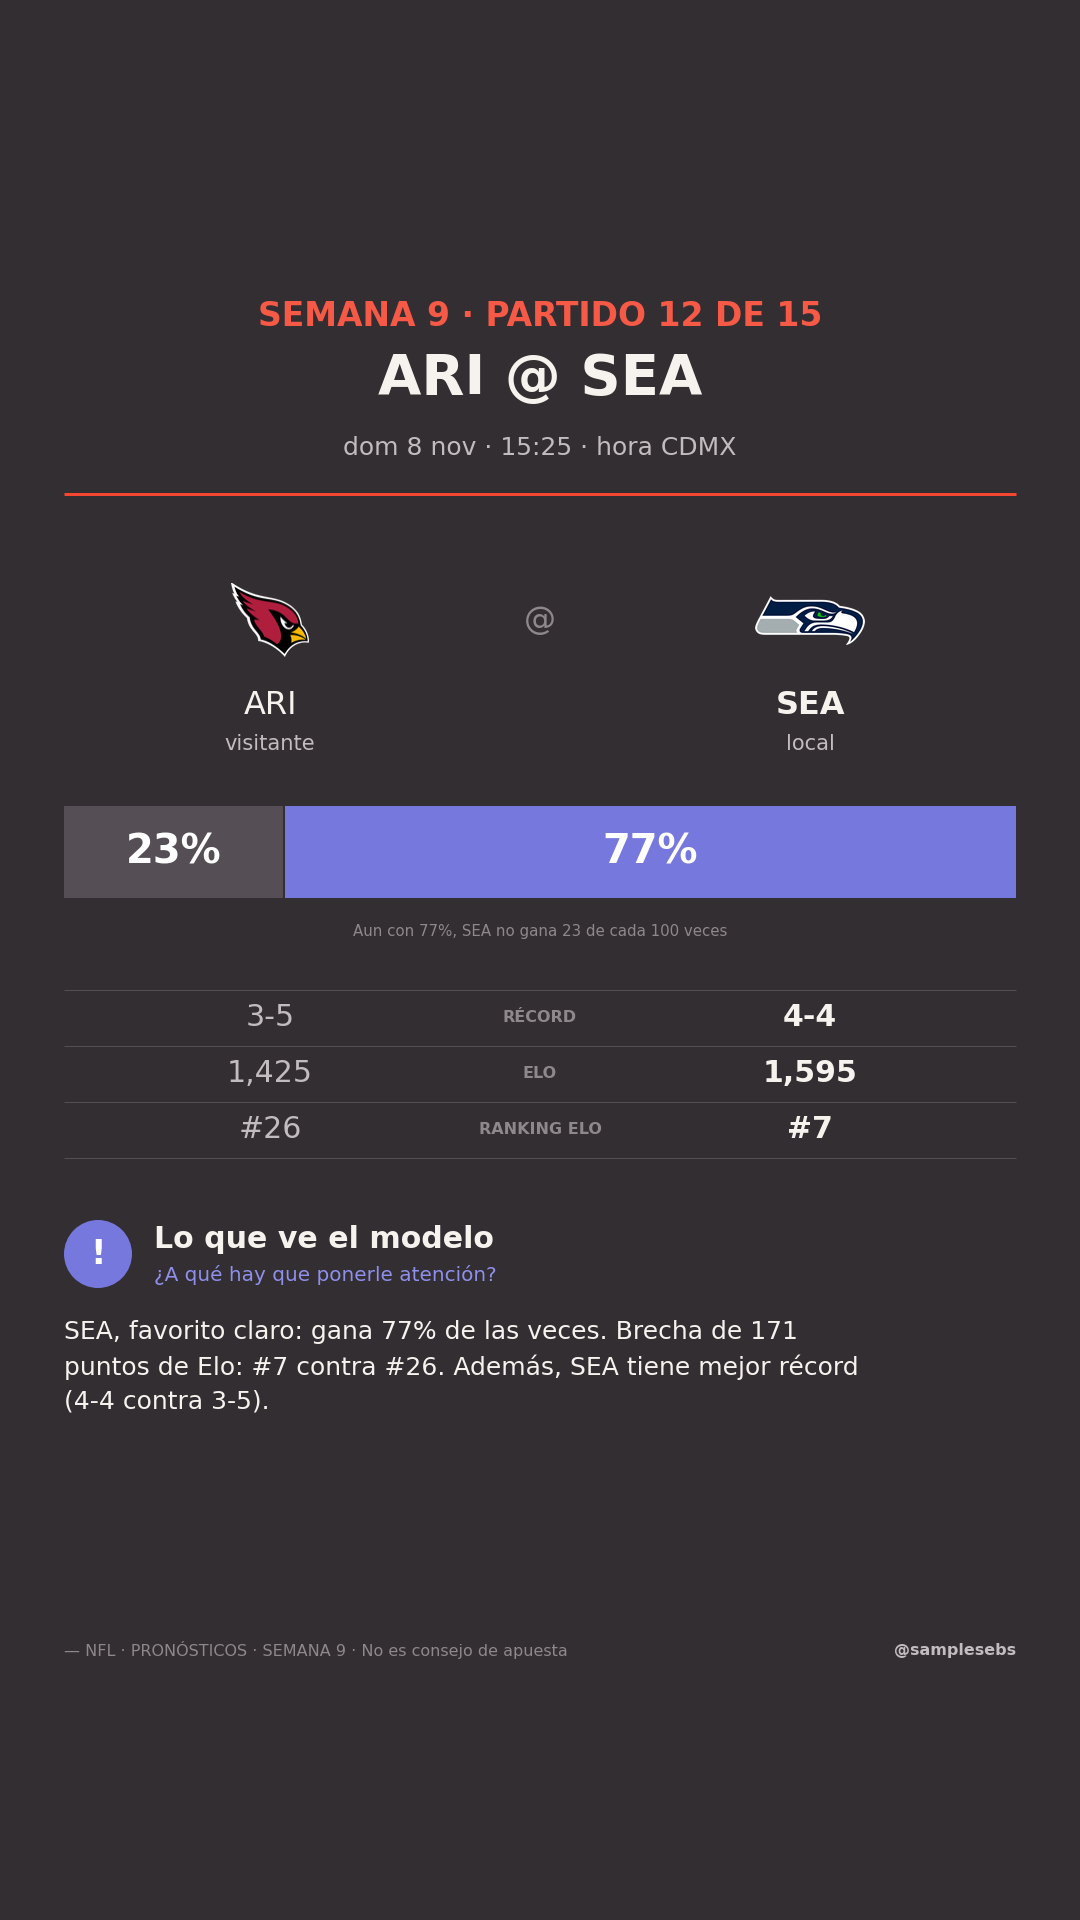 SEMANA 9 · PARTIDO 12 DE 15
ARI @ SEA
dom 8 nov · 15:25 · hora CDMX
@
ARI
SEA
visitante
local
23%
77%
Aun con 77%, SEA no gana 23 de cada 100 veces
3-5 RÉCORD 4-4
1,425 ELO 1,595
#26 RANKING ELO #7
!
Lo que ve el modelo
¿A qué hay que ponerle atención?
SEA, favorito claro: gana 77% de las veces. Brecha de 171
puntos de Elo: #7 contra #26. Además, SEA tiene mejor récord
(4-4 contra 3-5).
— NFL · PRONÓSTICOS · SEMANA 9 · No es consejo de apuesta
@samplesebs